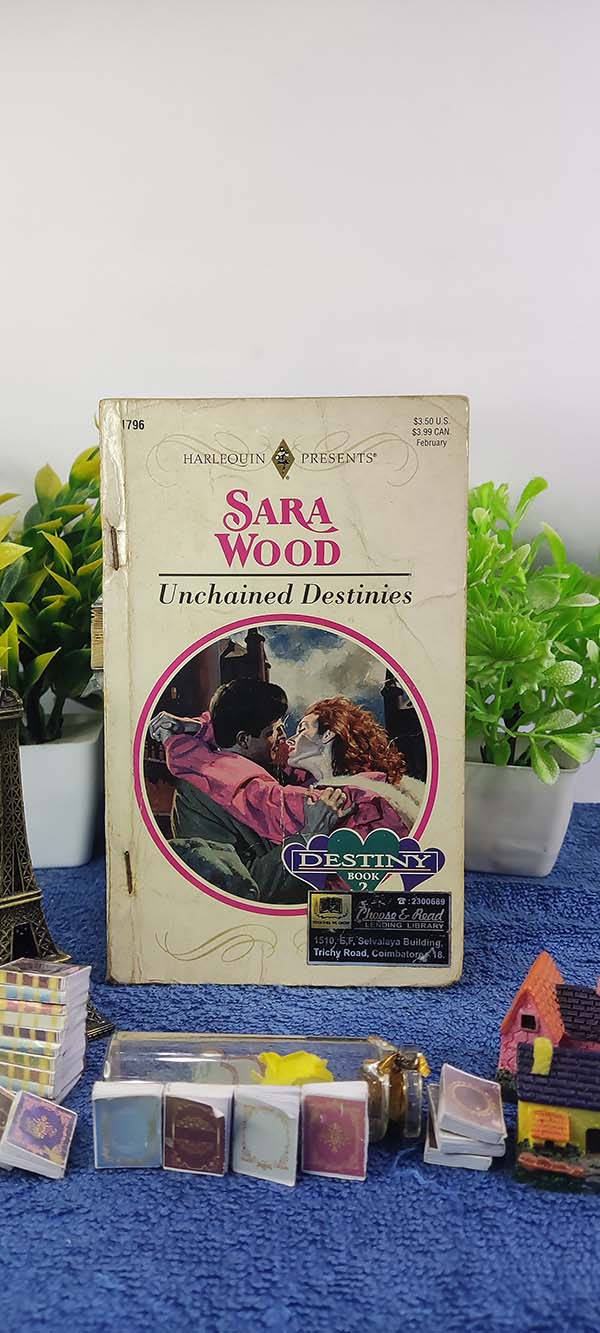 1796
$3.50 U.S.
$3.99 CAN.
February
HARLEQUIN PRESENTS®
SARA
WOOD
Unchained Destinies
DESTINY
BOOK
2
☎:2300689
Choose & Read
LENDING LIBRARY
1510, E,F, Selvalaya Building,
Trichy Road, Coimbatore - 18.